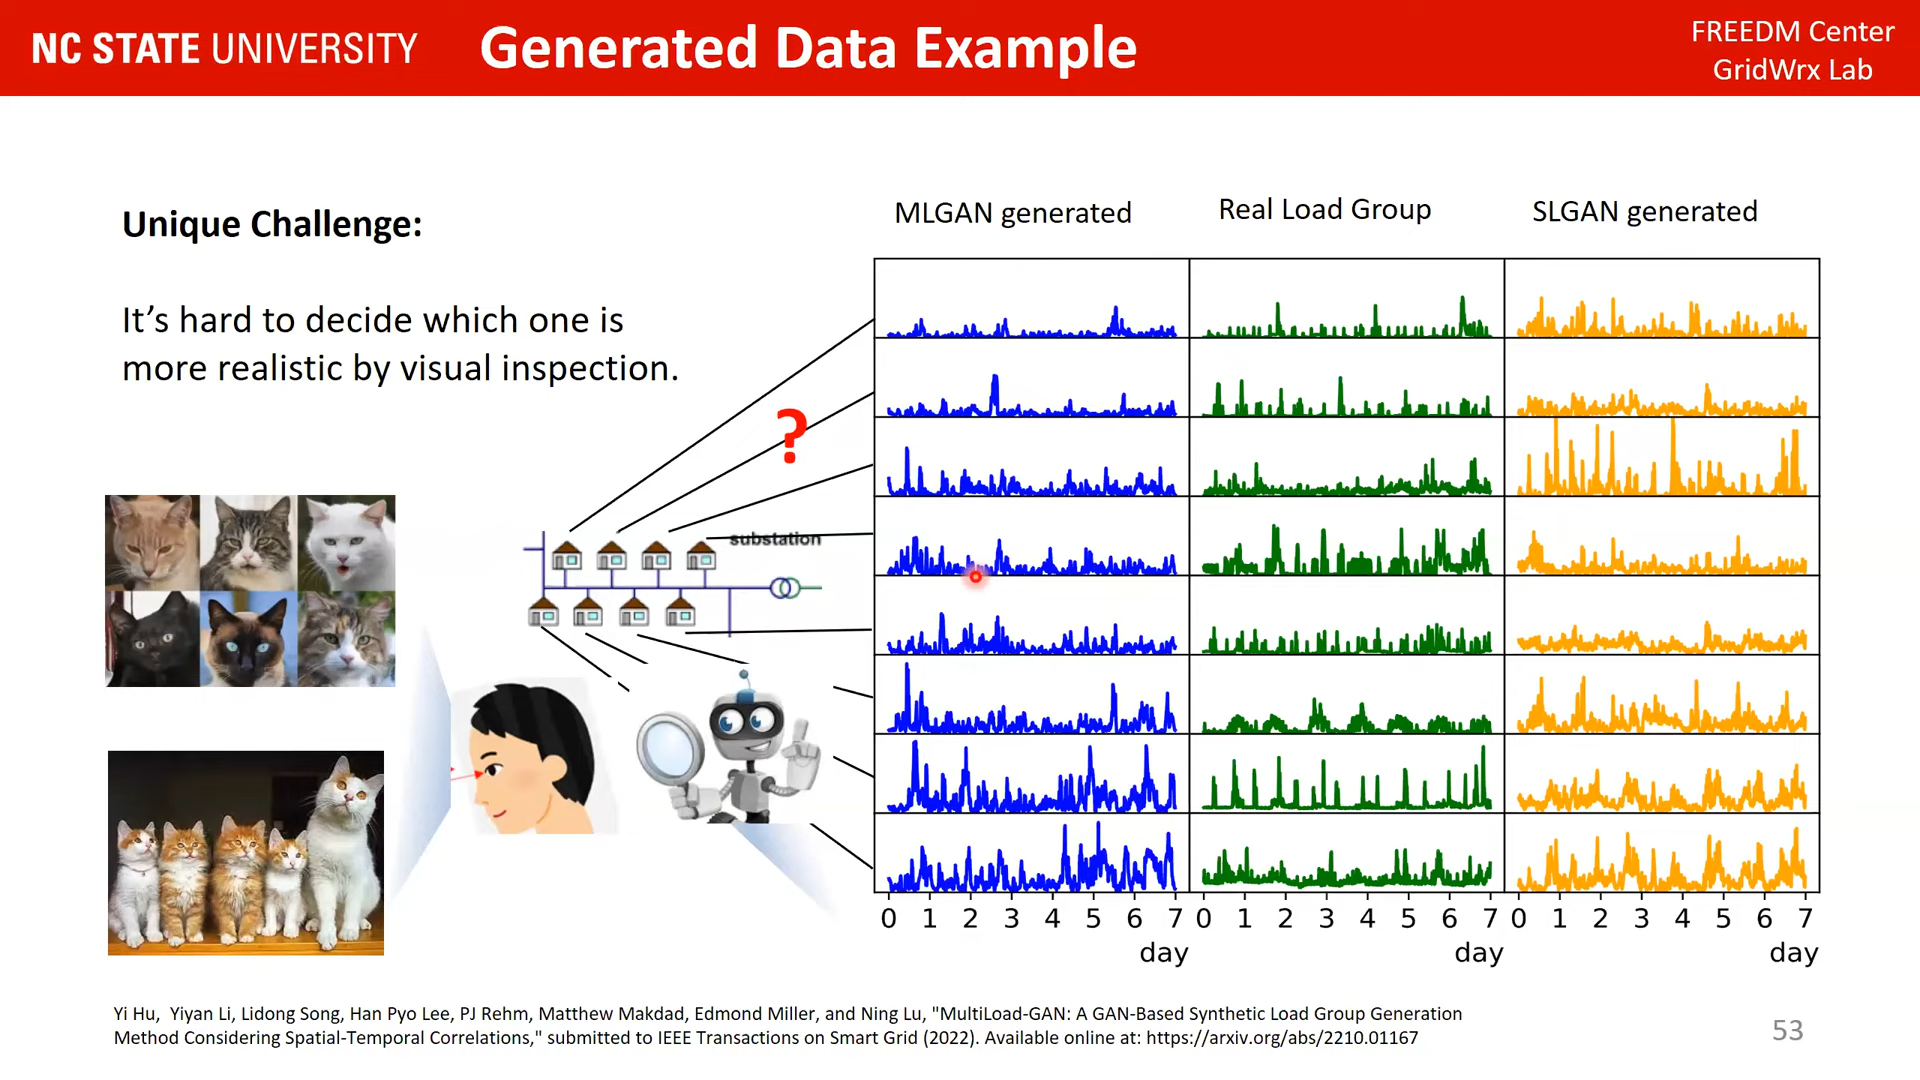 NC STATE UNIVERSITY
Generated Data Example
FREEDM Center
GridWrx Lab
Unique Challenge:
It’s hard to decide which one is
more realistic by visual inspection.
?
substation
MLGAN generated
Real Load Group
SLGAN generated
0 1 2 3 4 5 6 7 0 1 2 3 4 5 6 7 0 1 2 3 4 5 6 7
day day day
Yi Hu, Yiyan Li, Lidong Song, Han Pyo Lee, PJ Rehm, Matthew Makdad, Edmond Miller, and Ning Lu, "MultiLoad-GAN: A GAN-Based Synthetic Load Group Generation
Method Considering Spatial-Temporal Correlations," submitted to IEEE Transactions on Smart Grid (2022). Available online at: https://arxiv.org/abs/2210.01167
53